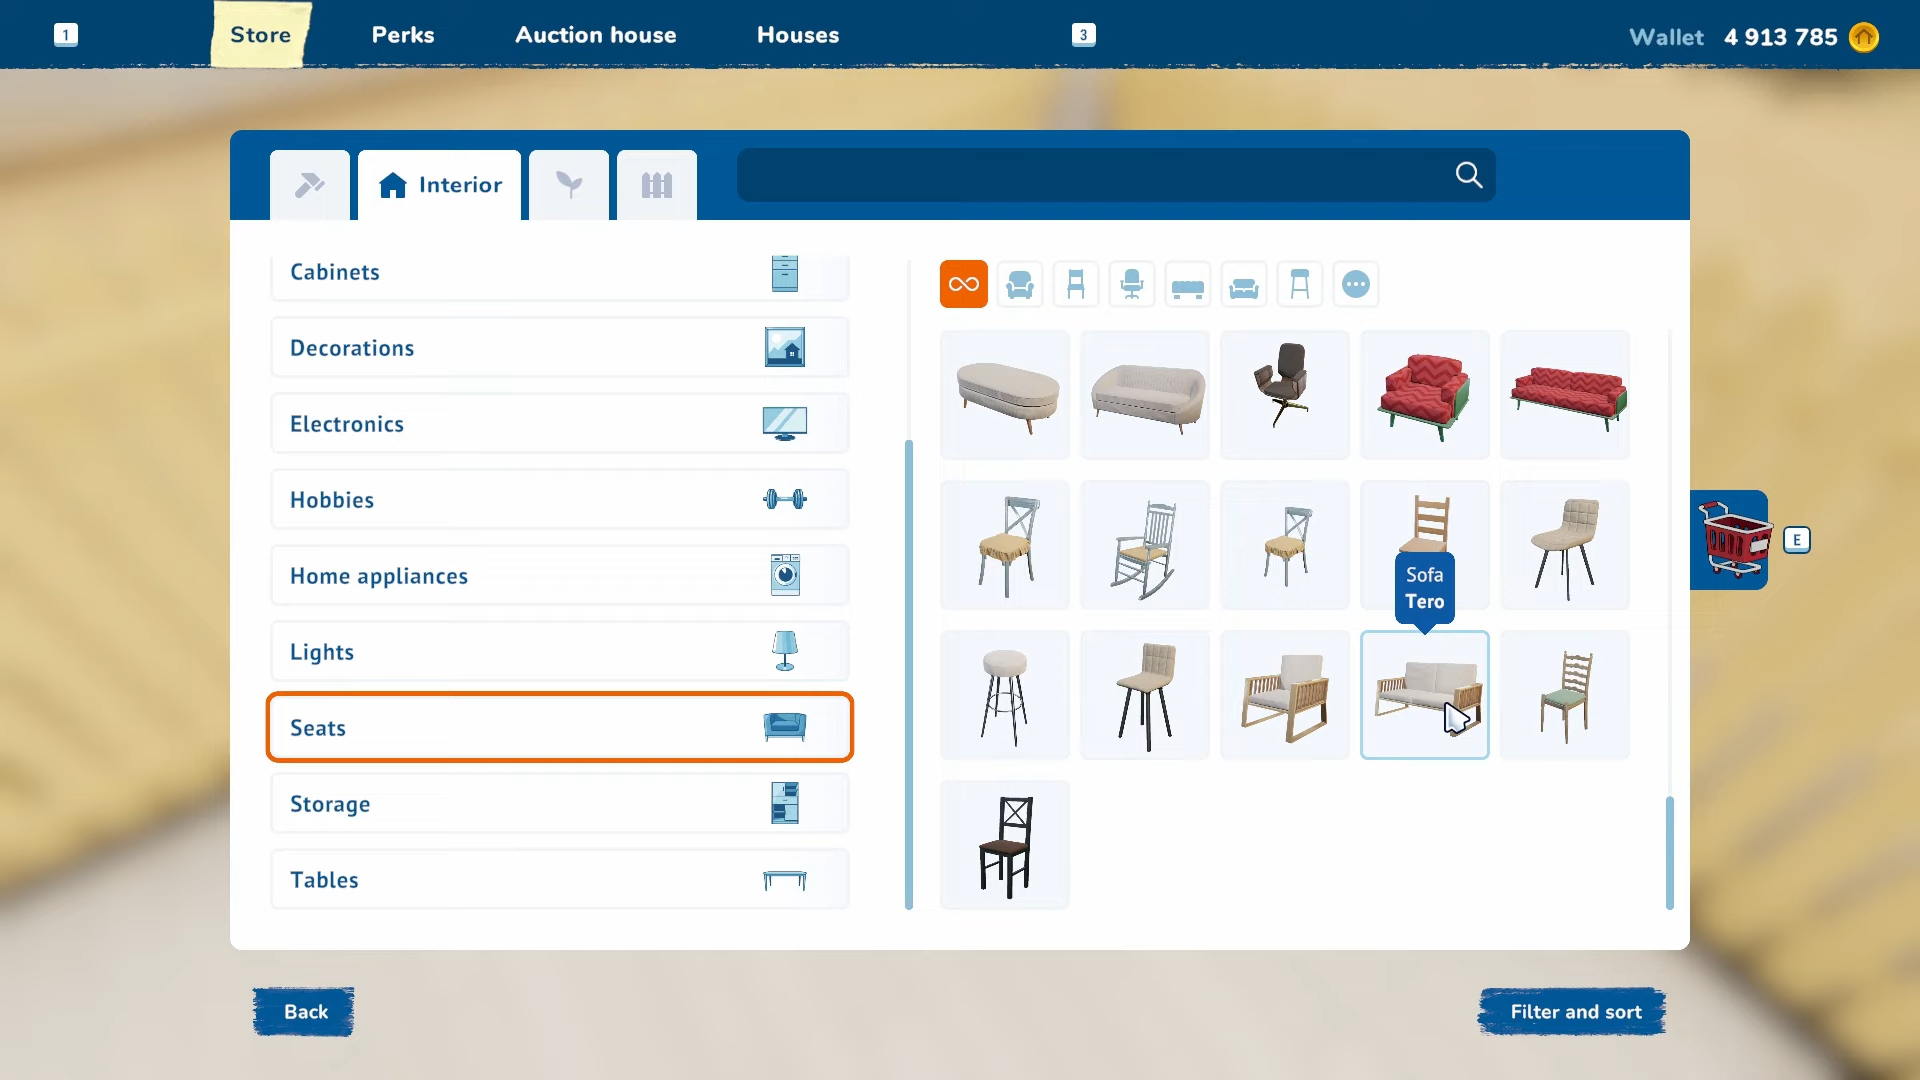 1
Store
Perks
Auction house
Houses
3
Wallet 4 913 785
Interior
Cabinets
Decorations
Electronics
Hobbies
Home appliances
Lights
Seats
Storage
Tables
Sofa
Tero
E
Back
Filter and sort